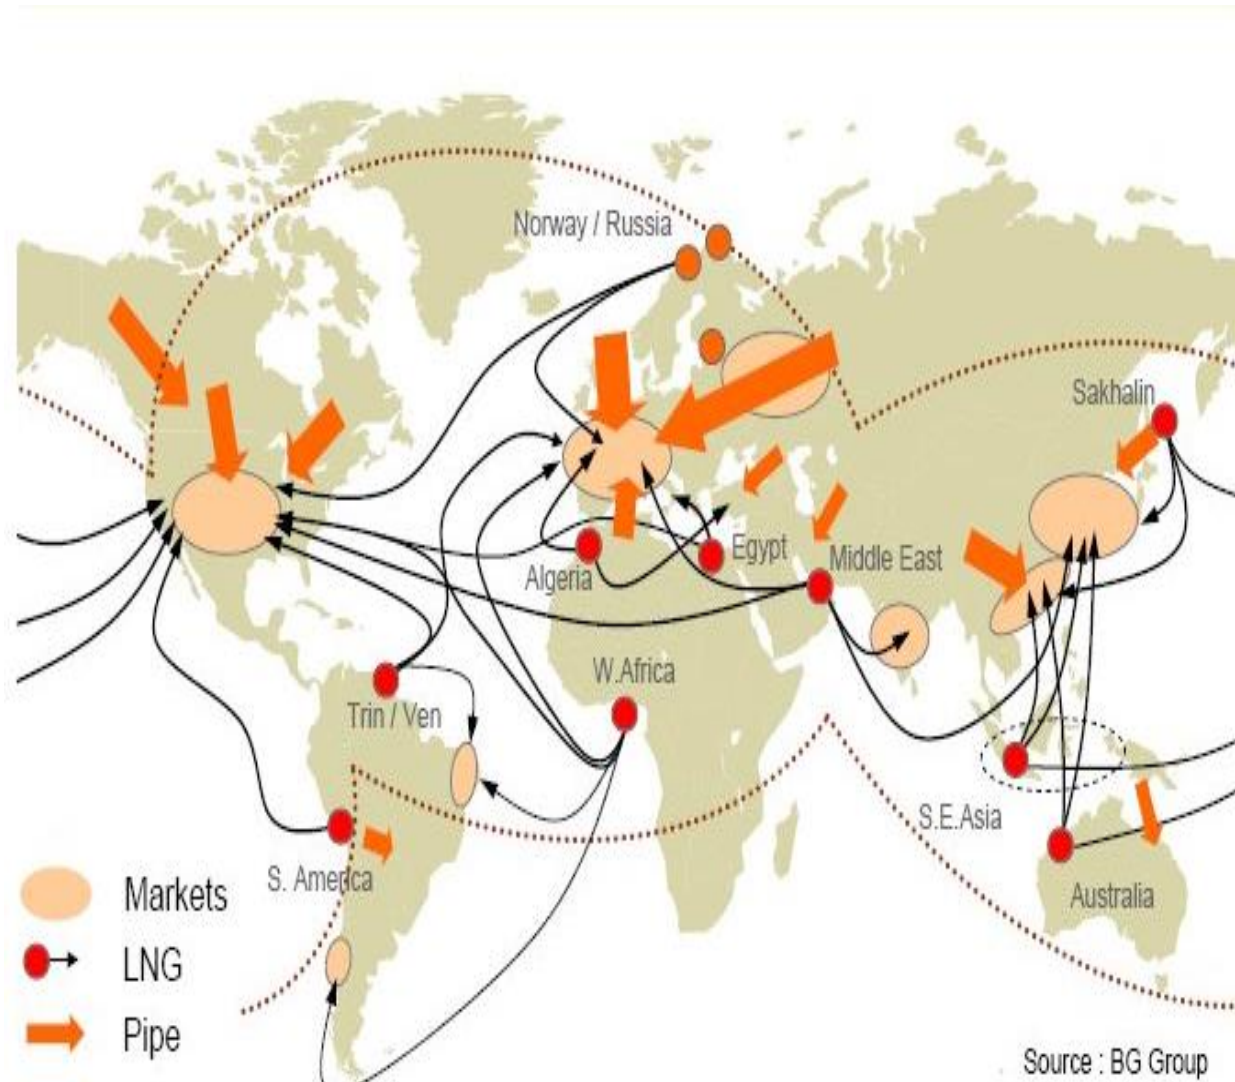 Norway / Russia
Sakhalin
Egypt
Middle East
Algeria
W.Africa
Trin / Ven
S.E.Asia
S. America
Australia
Markets
LNG
Pipe
Source : BG Group